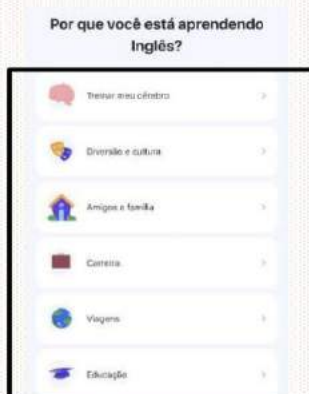 Por que você está aprendendo
Inglês?
Treinar meu cérebro
Diversão e cultura
Amigos e família
Carreira
Viagens
Educação